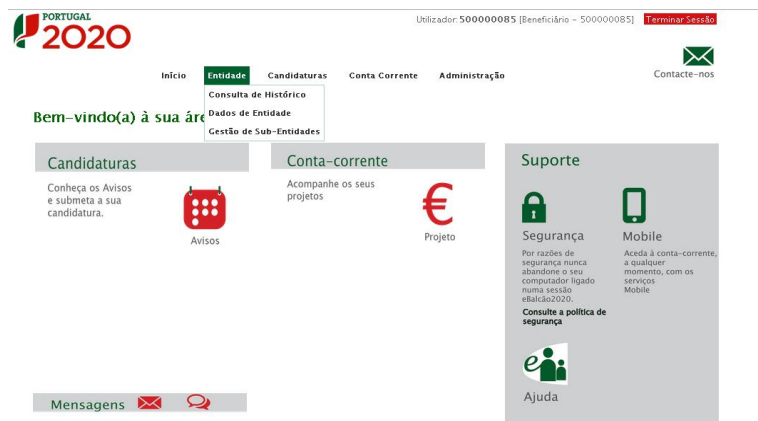 PORTUGAL
2020
Utilizador: 500000085 [Beneficiário - 500000085] Terminar Sessão
Contacte-nos
Início Entidade Candidaturas Conta Corrente Administração
Consulta de Histórico
Dados de Entidade
Gestão de Sub-Entidades
Bem-vindo(a) à sua áre
Candidaturas
Conheça os Avisos
e submeta a sua
candidatura.
Avisos
Conta-corrente
Acompanhe os seus
projetos
€
Projeto
Suporte
Segurança
Por razões de
segurança nunca
abandone o seu
computador ligado
numa sessão
eBalcão2020.
Consulte a política de
segurança
Mobile
Aceda à conta-corrente,
a qualquer
momento, com os
serviços
Mobile
e
Ajuda
Mensagens